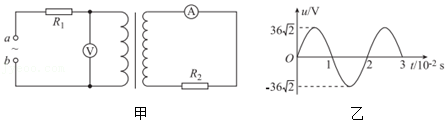 R₁
A
a
~
b
V
R₂
甲
u/V
36√2
O
1
2
3
t/10⁻² s
-36√2
乙